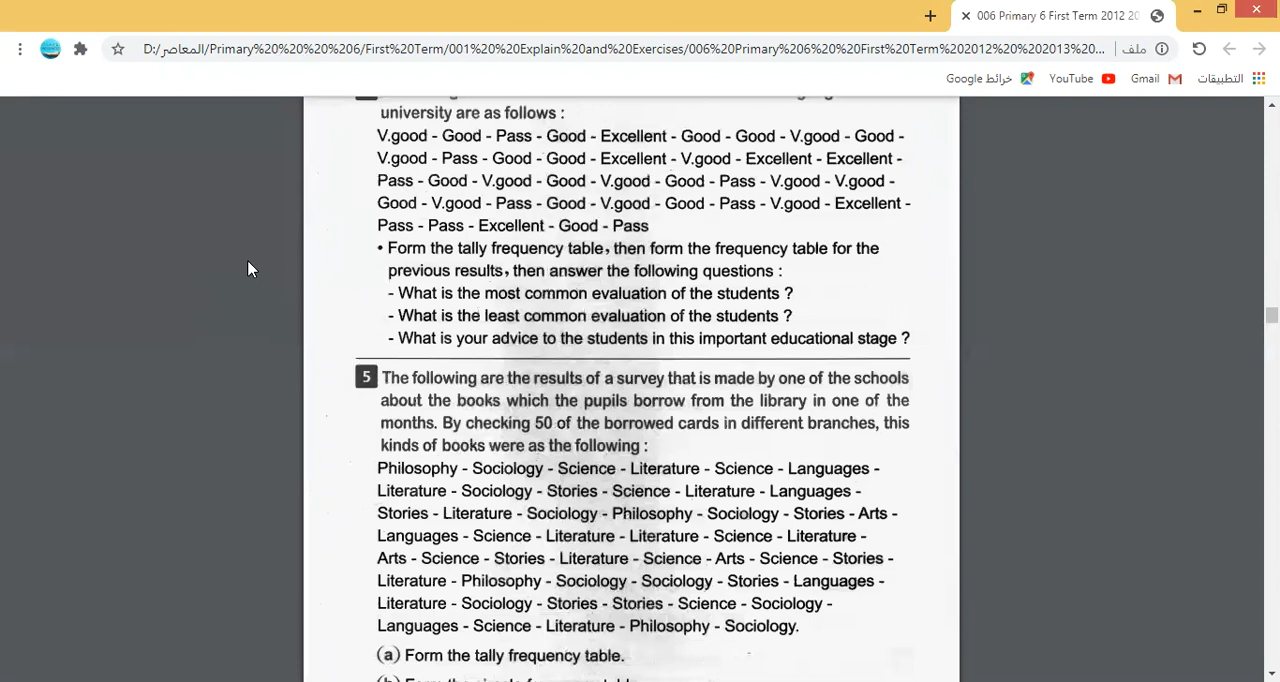 006 Primary 6 First Term 2012 20
D:/المعاصر/Primary%20%20%20%206/First%20Term/001%20%20Explain%20and%20Exercises/006%20Primary%206%20%20First%20Term%202012%20%202013%20... ملف
التطبيقات Gmail YouTube خرائط Google
university are as follows :
V.good - Good - Pass - Good - Excellent - Good - Good - V.good - Good -
V.good - Pass - Good - Good - Excellent - V.good - Excellent - Excellent -
Pass - Good - V.good - Good - V.good - Good - Pass - V.good - V.good -
Good - V.good - Pass - Good - V.good - Good - Pass - V.good - Excellent -
Pass - Pass - Excellent - Good - Pass
• Form the tally frequency table, then form the frequency table for the
previous results, then answer the following questions :
- What is the most common evaluation of the students ?
- What is the least common evaluation of the students ?
- What is your advice to the students in this important educational stage ?
5 The following are the results of a survey that is made by one of the schools
about the books which the pupils borrow from the library in one of the
months. By checking 50 of the borrowed cards in different branches, this
kinds of books were as the following :
Philosophy - Sociology - Science - Literature - Science - Languages -
Literature - Sociology - Stories - Science - Literature - Languages -
Stories - Literature - Sociology - Philosophy - Sociology - Stories - Arts -
Languages - Science - Literature - Literature - Science - Literature -
Arts - Science - Stories - Literature - Science - Arts - Science - Stories -
Literature - Philosophy - Sociology - Sociology - Stories - Languages -
Literature - Sociology - Stories - Stories - Science - Sociology -
Languages - Science - Literature - Philosophy - Sociology.
(a) Form the tally frequency table.